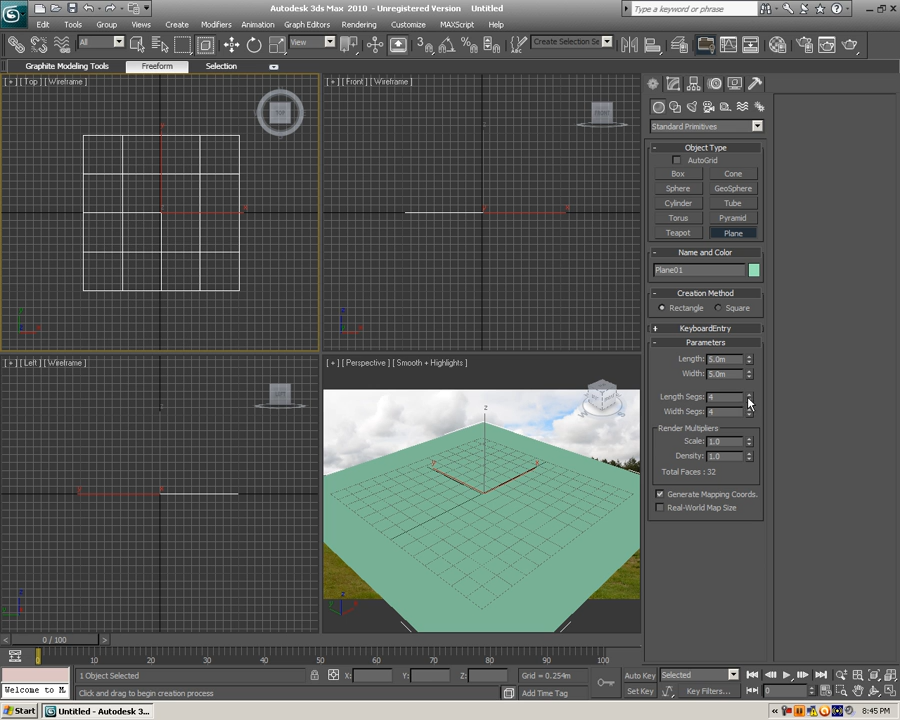 Autodesk 3ds Max 2010 - Unregistered Version Untitled
Type a keyword or phrase
Edit Tools Group Views Create Modifiers Animation Graph Editors Rendering Customize MAXScript Help
All View Create Selection Se
Graphite Modeling Tools Freeform Selection
[ + ] [ Top ] [ Wireframe ]
[ + ] [ Front ] [ Wireframe ]
TOP
Standard Primitives
- Object Type
AutoGrid
Box Cone
Sphere GeoSphere
Cylinder Tube
Torus Pyramid
Teapot Plane
- Name and Color
Plane01
- Creation Method
Rectangle Square
+ KeyboardEntry
- Parameters
Length: 5.0m
Width: 5.0m
Length Segs: 4
Width Segs: 4
Render Multipliers
Scale: 1.0
Density: 1.0
Total Faces : 32
Generate Mapping Coords.
Real-World Map Size
[ + ] [ Left ] [ Wireframe ]
[ + ] [ Perspective ] [ Smooth + Highlights ]
LEFT
z
< 0 / 100 >
0 10 20 30 40 50 60 70 80 90 100
1 Object Selected X: Y: Z: Grid = 0.254m Auto Key Selected
Welcome to M Click and drag to begin creation process Add Time Tag Set Key Key Filters... 0
Start Untitled - Autodesk 3... 8:45 PM